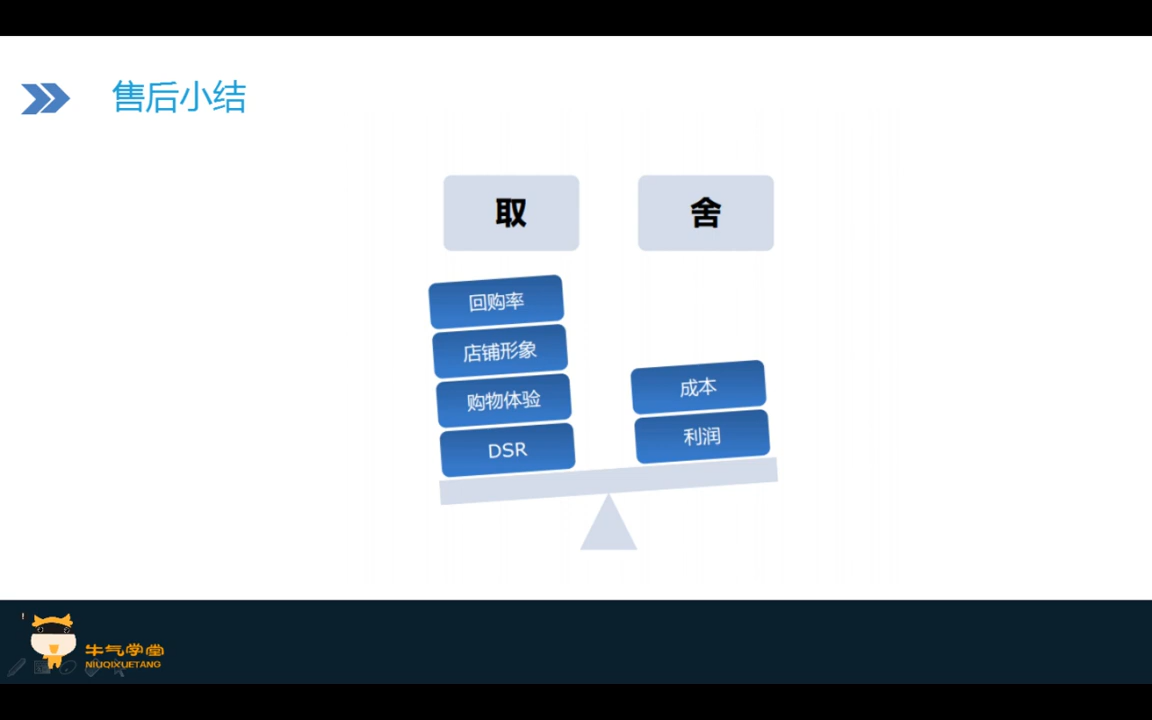 售后小结
取
舍
回购率
店铺形象
购物体验
DSR
成本
利润
牛气学堂
NIUQIXUETANG